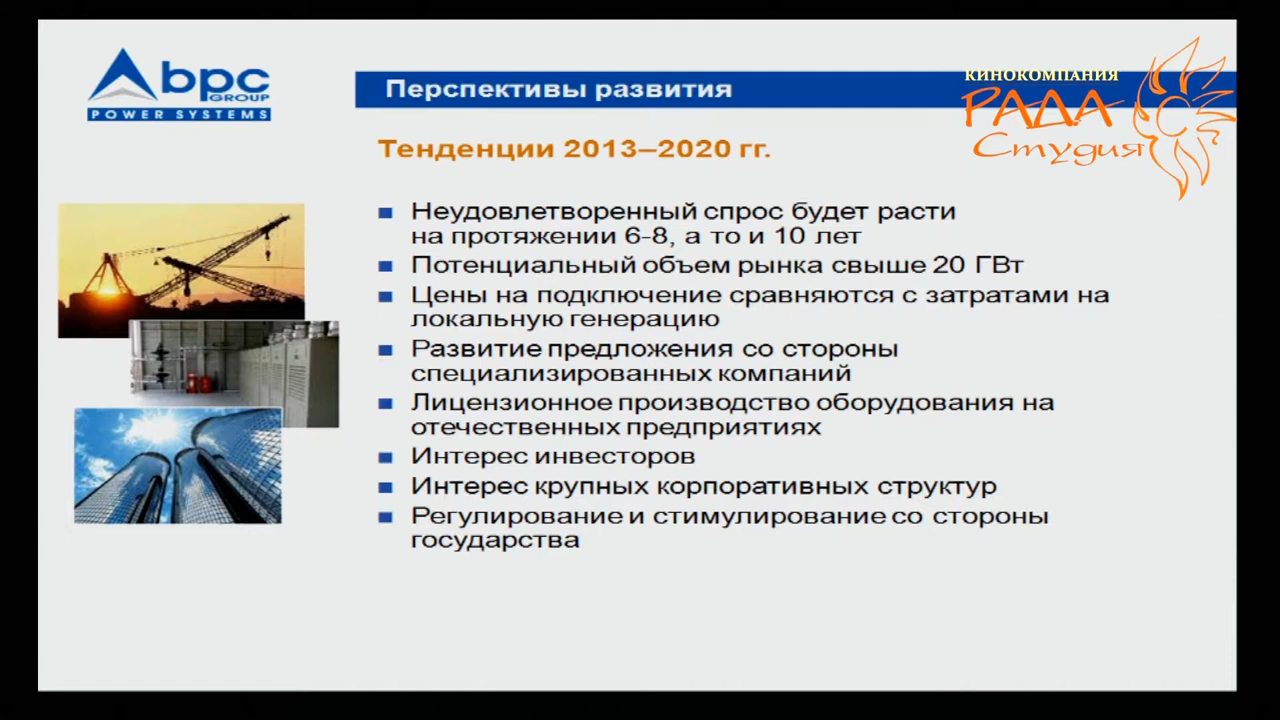 bpc
GROUP
POWER SYSTEMS
Перспективы развития
КИНОКОМПАНИЯ
РАДА
Студия
Тенденции 2013–2020 гг.
Неудовлетворенный спрос будет расти
на протяжении 6-8, а то и 10 лет
Потенциальный объем рынка свыше 20 ГВт
Цены на подключение сравняются с затратами на
локальную генерацию
Развитие предложения со стороны
специализированных компаний
Лицензионное производство оборудования на
отечественных предприятиях
Интерес инвесторов
Интерес крупных корпоративных структур
Регулирование и стимулирование со стороны
государства